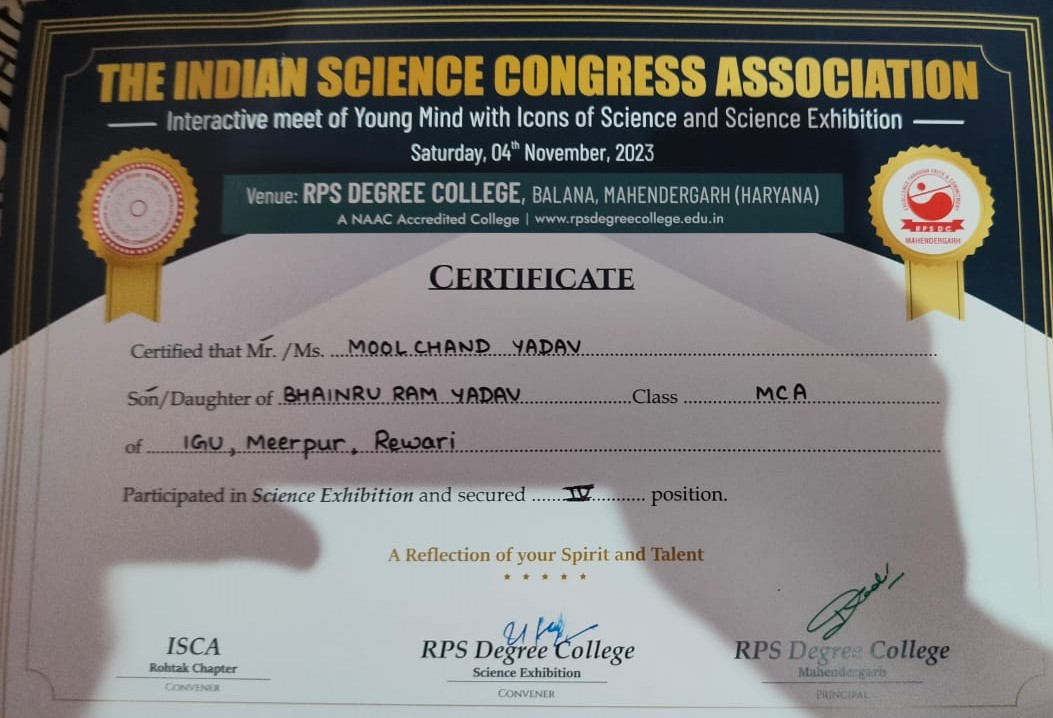 THE INDIAN SCIENCE CONGRESS ASSOCIATION
Interactive meet of Young Mind with Icons of Science and Science Exhibition
Saturday, 04th November, 2023
Venue: RPS DEGREE COLLEGE, BALANA, MAHENDERGARH (HARYANA)
A NAAC Accredited College | www.rpsdegreecollege.edu.in
RPSDC
MAHENDERGARH
CERTIFICATE
Certified that Mr. /Ms. MOOL CHAND YADAV
Son/Daughter of BHAINRU RAM YADAV Class MCA
of IGU, Meerpur, Rewari
Participated in Science Exhibition and secured IV position.
A Reflection of your Spirit and Talent
ISCA
Rohtak Chapter
CONVENER
RPS Degree College
Science Exhibition
CONVENER
RPS Degree College
Mahendergarh
PRINCIPAL